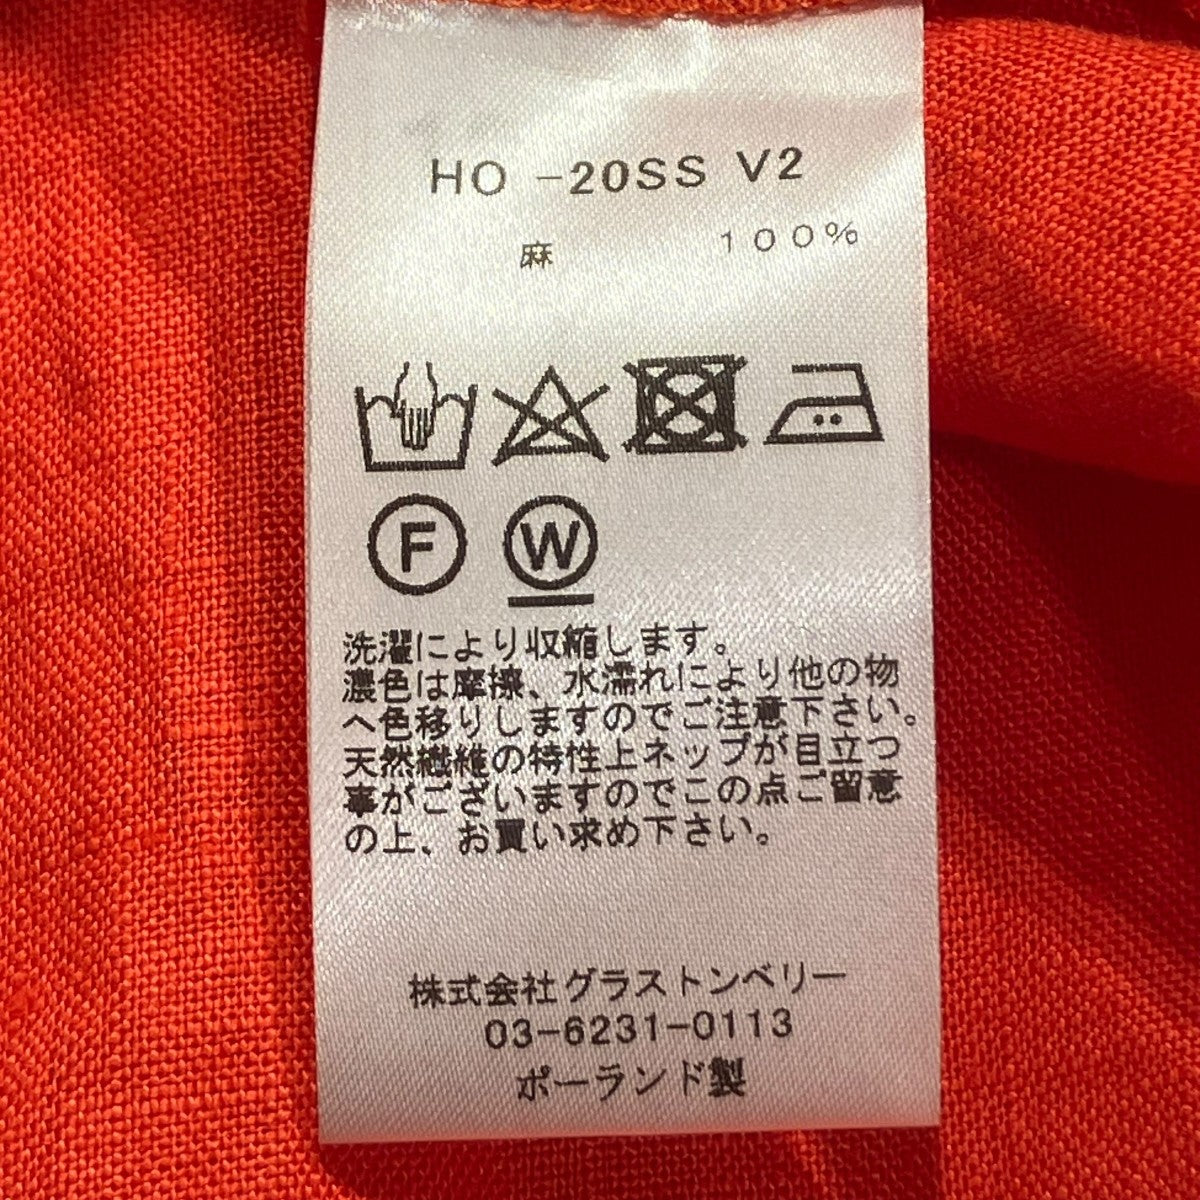 HO -20SS V2
麻 100%
F W
洗濯により収縮します。
濃色は摩擦、水濡れにより他の物
へ色移りしますのでご注意下さい。
天然繊維の特性上ネップが目立つ
事がございますのでこの点ご留意
の上、お買い求め下さい。
株式会社グラストンベリー
03-6231-0113
ポーランド製